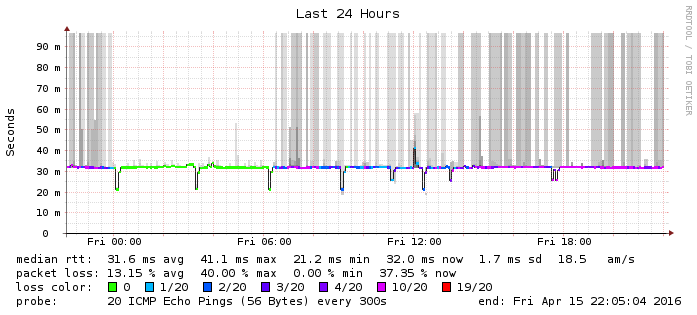 Last 24 Hours
RRDTOOL / TOBI OETIKER
Seconds
90 m
80 m
70 m
60 m
50 m
40 m
30 m
20 m
10 m
0
Fri 00:00 Fri 06:00 Fri 12:00 Fri 18:00
median rtt: 31.6 ms avg 41.1 ms max 21.2 ms min 32.0 ms now 1.7 ms sd 18.5 am/s
packet loss: 13.15 % avg 40.00 % max 0.00 % min 37.35 % now
loss color: 0 1/20 2/20 3/20 4/20 10/20 19/20
probe: 20 ICMP Echo Pings (56 Bytes) every 300s end: Fri Apr 15 22:05:04 2016